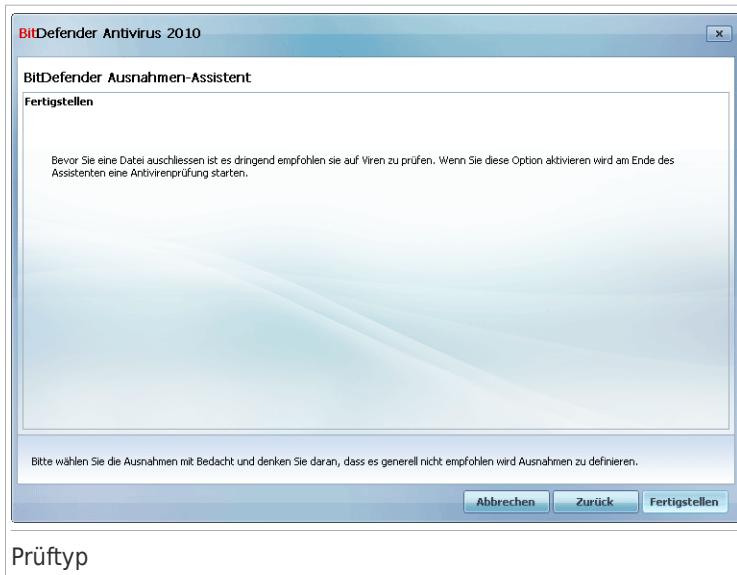 BitDefender Antivirus 2010
x
BitDefender Ausnahmen-Assistent
Fertigstellen
Bevor Sie eine Datei auschliessen ist es dringend empfohlen sie auf Viren zu prüfen. Wenn Sie diese Option aktivieren wird am Ende des
Assistenten eine Antivirenprüfung starten.
Bitte wählen Sie die Ausnahmen mit Bedacht und denken Sie daran, dass es generell nicht empfohlen wird Ausnahmen zu definieren.
Abbrechen Zurück Fertigstellen
Prüftyp